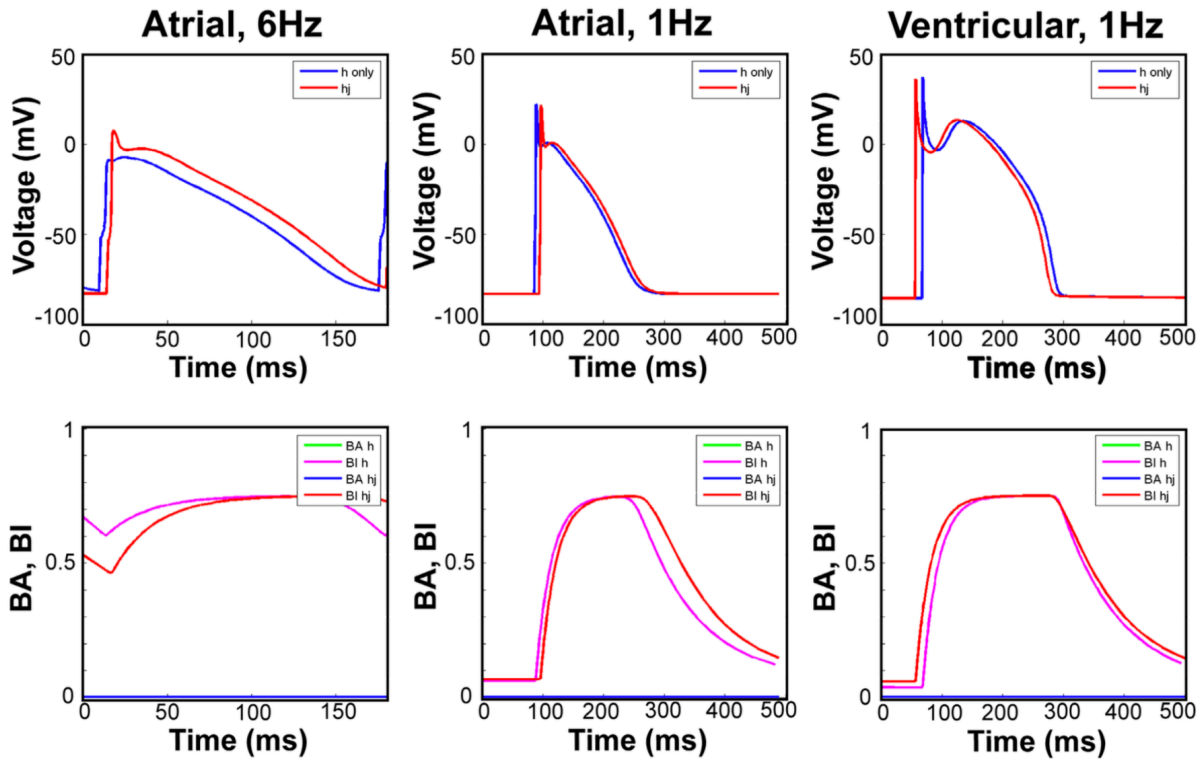 Atrial, 6Hz
Atrial, 1Hz
Ventricular, 1Hz
Voltage (mV)
50
0
-50
-100
h only
hj
0
50
100
150
Time (ms)
Voltage (mV)
50
0
-50
-100
h only
hj
0
100
200
300
400
500
Time (ms)
Voltage (mV)
50
0
-50
-100
h only
hj
0
100
200
300
400
500
Time (ms)
BA, BI
1
0.5
0
BA h
BI h
BA hj
BI hj
0
50
100
150
Time (ms)
BA, BI
1
0.5
0
BA h
BI h
BA hj
BI hj
0
100
200
300
400
500
Time (ms)
BA, BI
1
0.5
0
BA h
BI h
BA hj
BI hj
0
100
200
300
400
500
Time (ms)